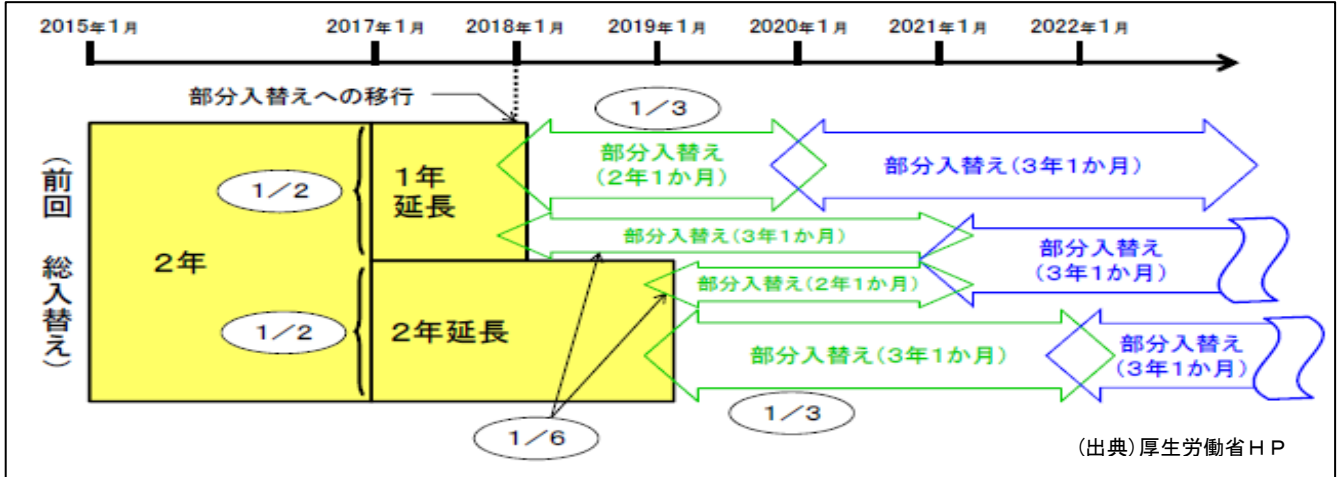 2015年1月
2017年1月
2018年1月
2019年1月
2020年1月
2021年1月
2022年1月
部分入替えへの移行
1/3
(前回 総入替え)
2年
1/2
1年
延長
部分入替え
(2年1か月)
部分入替え(3年1か月)
部分入替え(3年1か月)
部分入替え
(3年1か月)
1/2
2年延長
部分入替え(2年1か月)
部分入替え(3年1か月)
部分入替え
(3年1か月)
1/6
1/3
(出典)厚生労働省HP